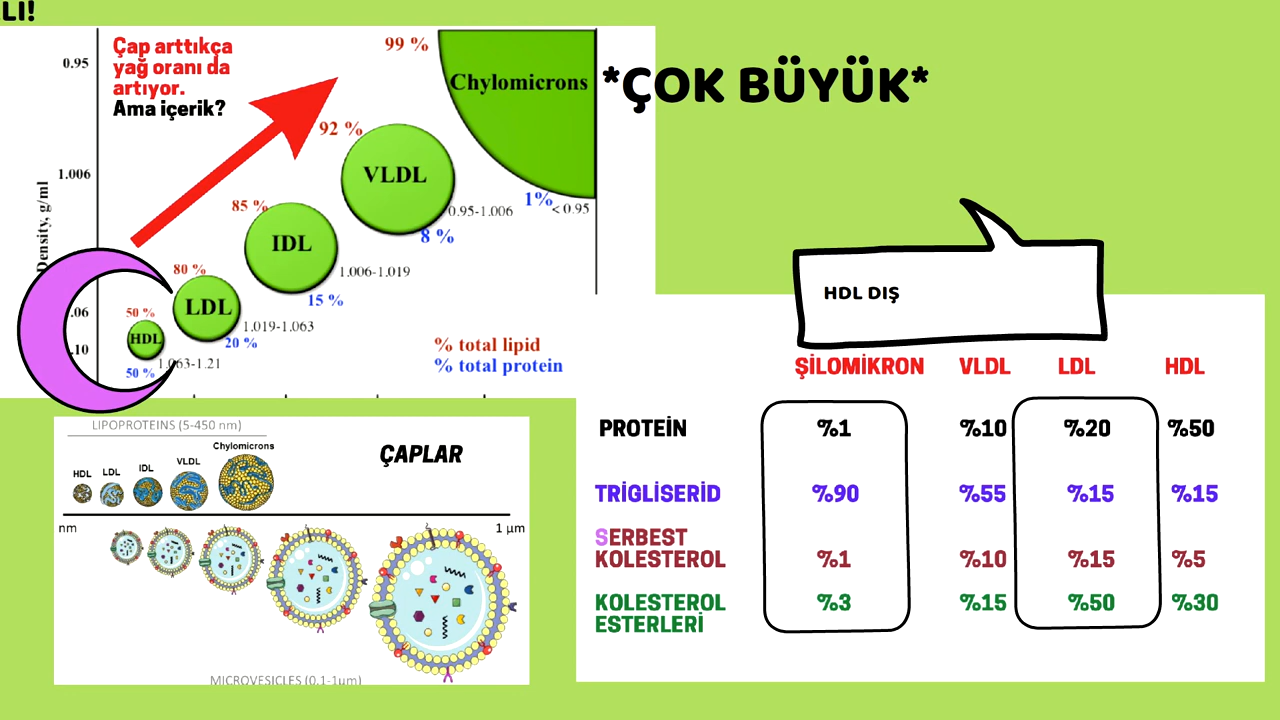 LI!
Çap arttıkça
yağ oranı da
artıyor.
Ama içerik?
*ÇOK BÜYÜK*
Density, g/ml
0.95
1.006
.06
.10
99 %
Chylomicrons
1%
< 0.95
92 %
VLDL
0.95-1.006
8 %
85 %
IDL
1.006-1.019
15 %
80 %
LDL
1.019-1.063
20 %
50 %
HDL
1.063-1.21
50 %
% total lipid
% total protein
LIPOPROTEINS (5-450 nm)
HDL LDL IDL VLDL Chylomicrons
ÇAPLAR
nm 1 µm
MICROVESICLES (0.1-1µm)
HDL DIŞ
ŞİLOMİKRON VLDL LDL HDL
PROTEİN %1 %10 %20 %50
TRİGLİSERİD %90 %55 %15 %15
SERBEST
KOLESTEROL %1 %10 %15 %5
KOLESTEROL %3 %15 %50 %30
ESTERLERİ